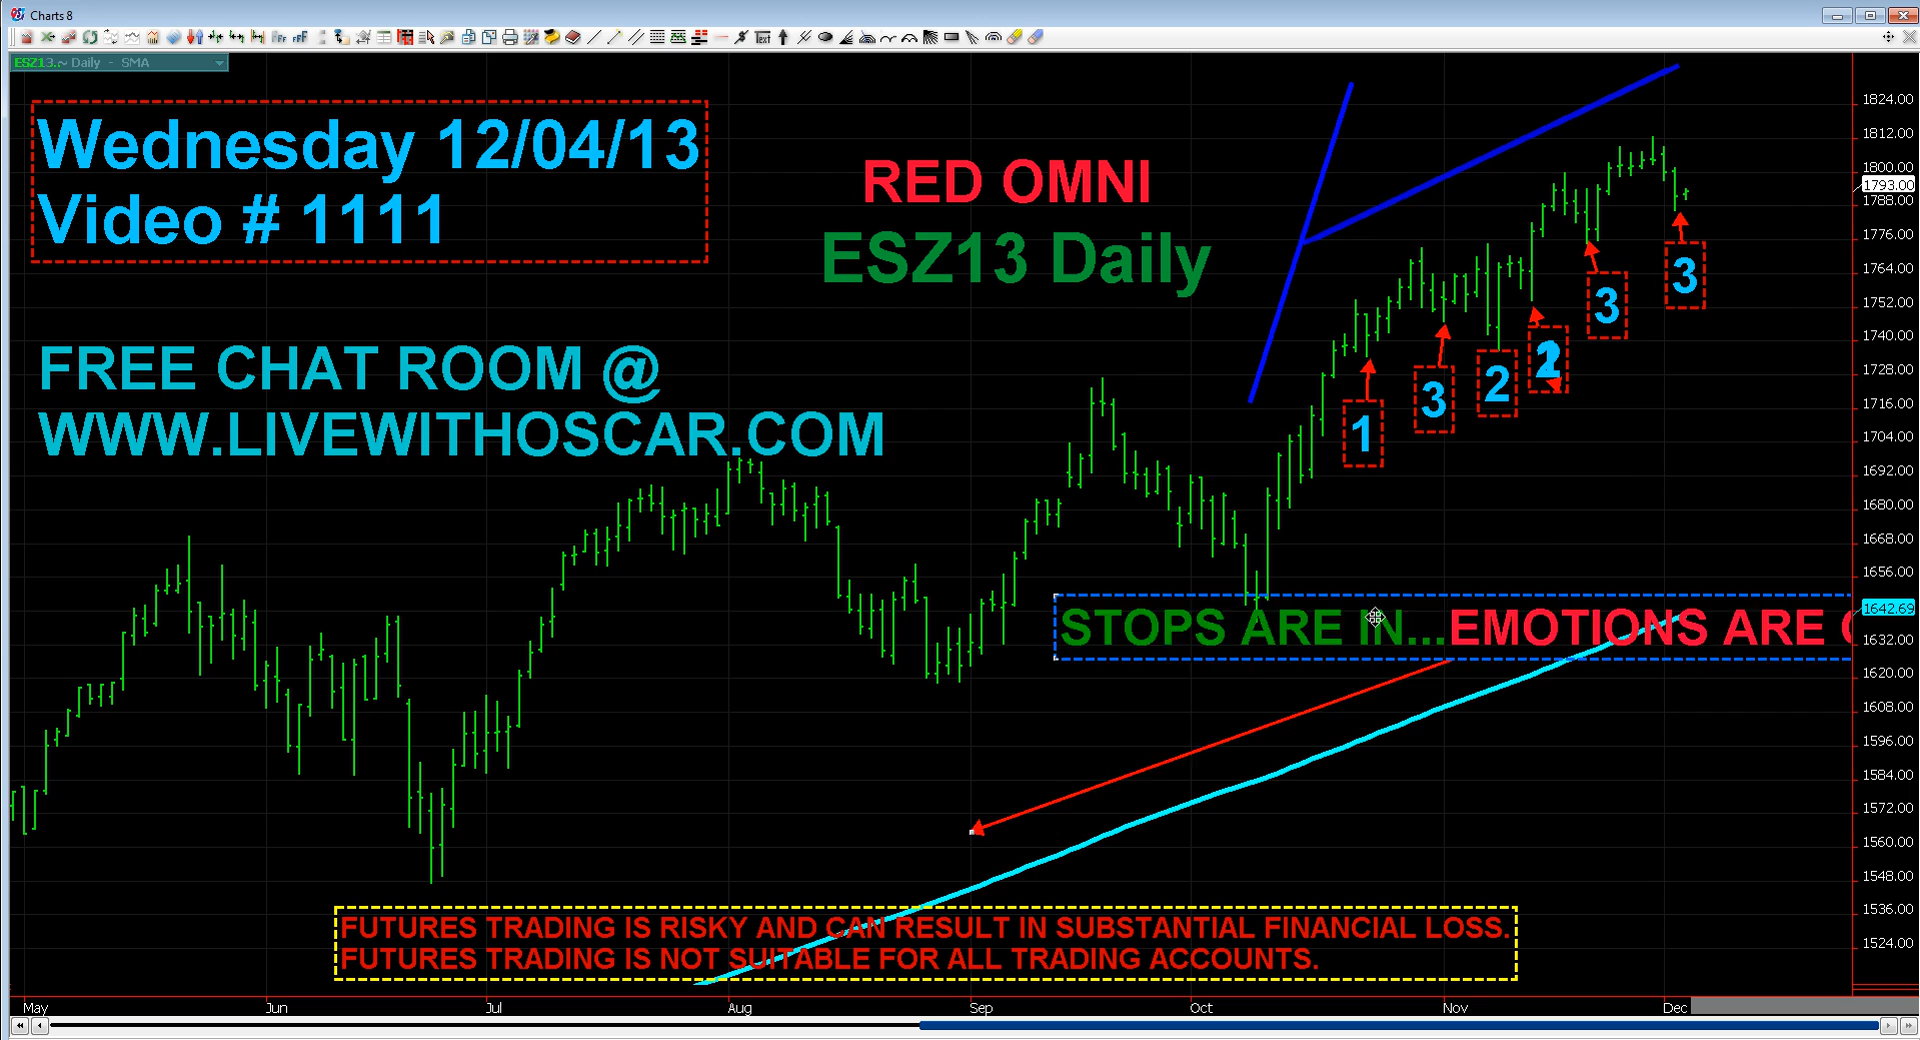 Charts 8
ESZ13.~ Daily - SMA
Wednesday 12/04/13
Video # 1111
RED OMNI
ESZ13 Daily
FREE CHAT ROOM @
WWW.LIVEWITHOSCAR.COM
1
3
2
3
3
STOPS ARE IN...EMOTIONS ARE
FUTURES TRADING IS RISKY AND CAN RESULT IN SUBSTANTIAL FINANCIAL LOSS.
FUTURES TRADING IS NOT SUITABLE FOR ALL TRADING ACCOUNTS.
1824.00
1812.00
1800.00
1793.00
1788.00
1776.00
1764.00
1752.00
1740.00
1728.00
1716.00
1704.00
1692.00
1680.00
1668.00
1656.00
1642.69
1632.00
1620.00
1608.00
1596.00
1584.00
1572.00
1560.00
1548.00
1536.00
1524.00
May Jun Jul Aug Sep Oct Nov Dec